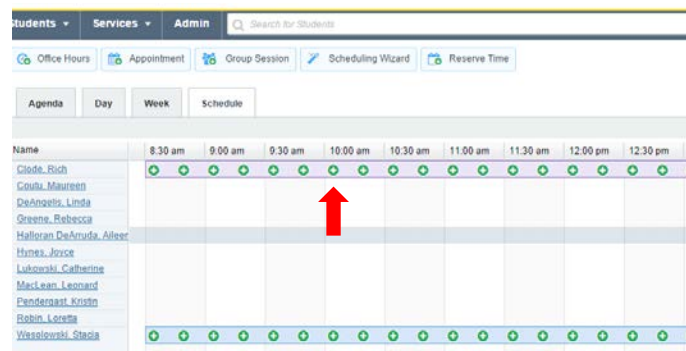 Students Services Admin Search for Students
Office Hours Appointment Group Session Scheduling Wizard Reserve Time
Agenda Day Week Schedule
Name 8:30 am 9:00 am 9:30 am 10:00 am 10:30 am 11:00 am 11:30 am 12:00 pm 12:30 pm
Clode, Rich
Coutu, Maureen
DeAngelis, Linda
Greene, Rebecca
Halloran DeArruda, Aileen
Hynes, Joyce
Lukowski, Catherine
MacLean, Leonard
Pendergast, Kristin
Robin, Loretta
Wesolowski, Stacia